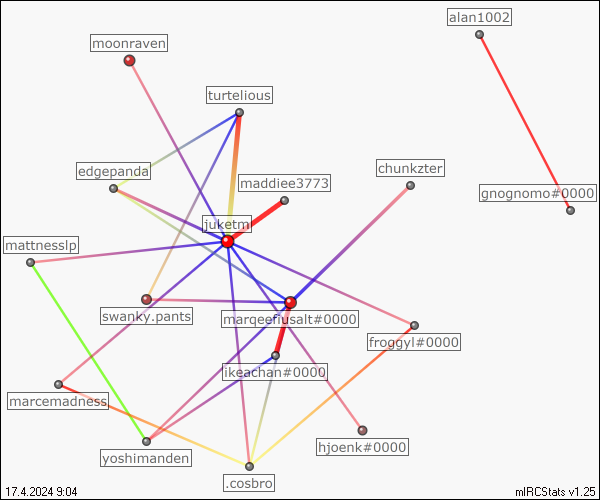 alan1002
moonraven
turtelious
edgepanda
maddiee3773
chunkzter
gnognomo#0000
juketm
mattnesslp
swanky.pants
marqeefiusalt#0000
froggyl#0000
ikeachan#0000
marcemadness
hjoenk#0000
yoshimanden
.cosbro
17.4.2024 9:04
mIRCStats v1.25